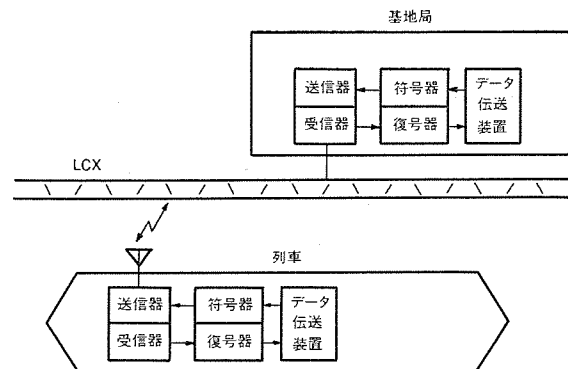 基地局
送信器
符号器
データ
伝送
装置
受信器
復号器
LCX
列車
送信器
符号器
データ
伝送
装置
受信器
復号器